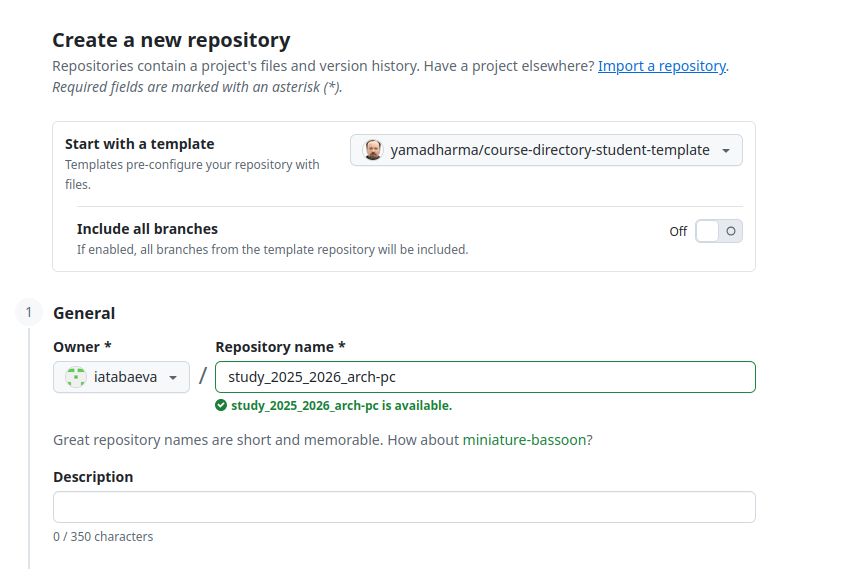 Create a new repository
Repositories contain a project's files and version history. Have a project elsewhere? Import a repository.
Required fields are marked with an asterisk (*).
Start with a template
Templates pre-configure your repository with
files.
yamadharma/course-directory-student-template
Include all branches
If enabled, all branches from the template repository will be included.
Off
1 General
Owner *
Repository name *
iatabaeva / study_2025_2026_arch-pc
study_2025_2026_arch-pc is available.
Great repository names are short and memorable. How about miniature-bassoon?
Description
0 / 350 characters